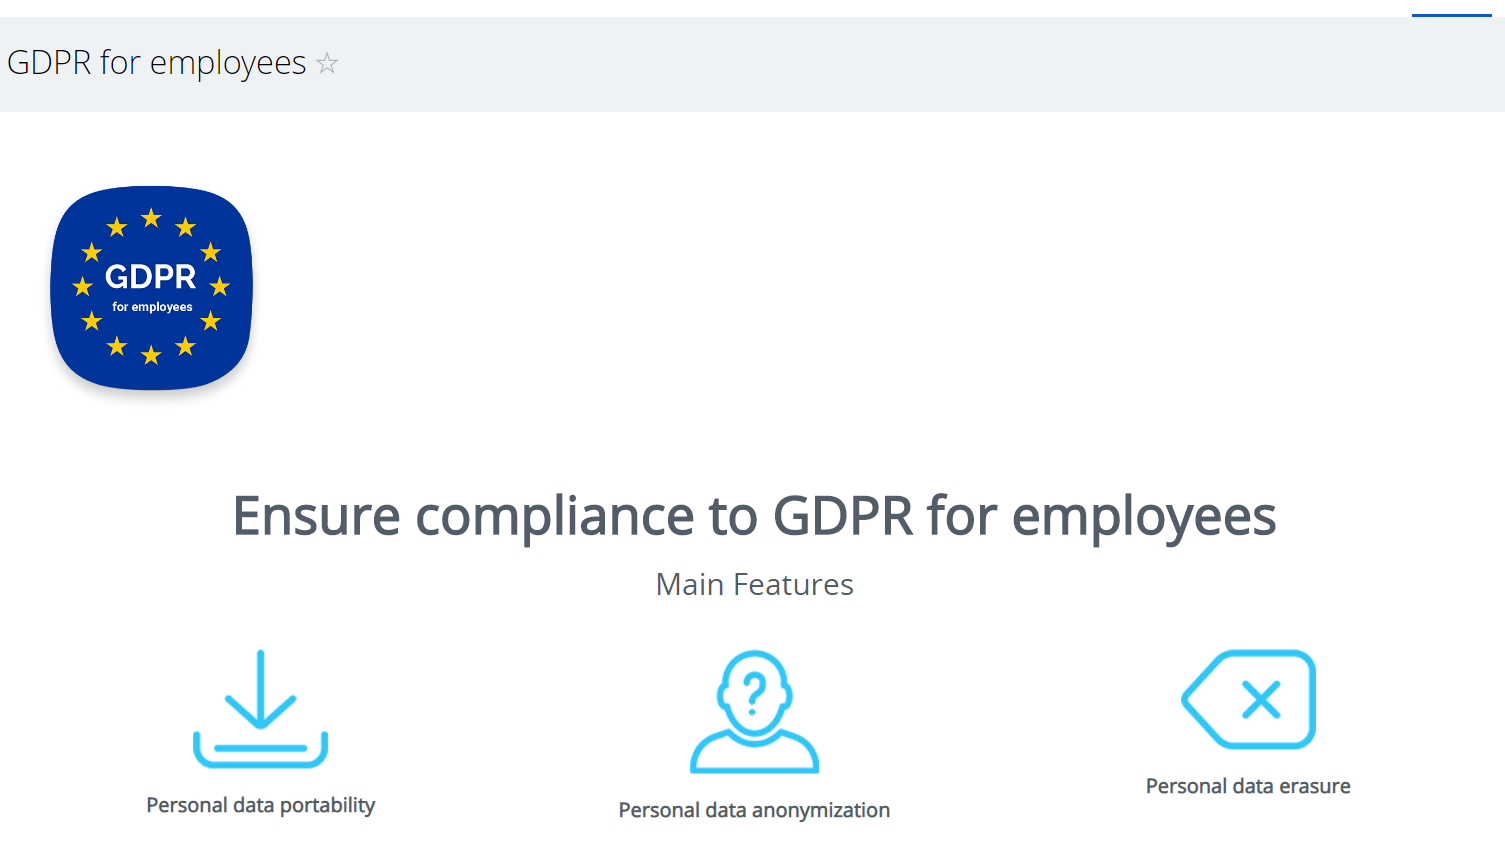 GDPR for employees
GDPR
for employees
Ensure compliance to GDPR for employees
Main Features
?
Personal data portability
Personal data anonymization
Personal data erasure